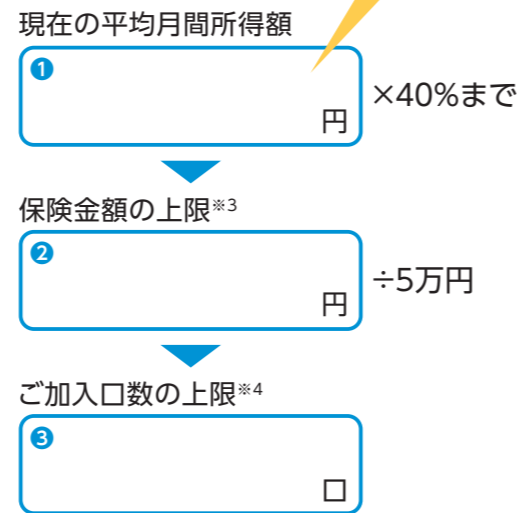 現在の平均月間所得額
❶
円
×40%まで
保険金額の上限※3
❷
円
÷5万円
ご加入口数の上限※4
❸
口